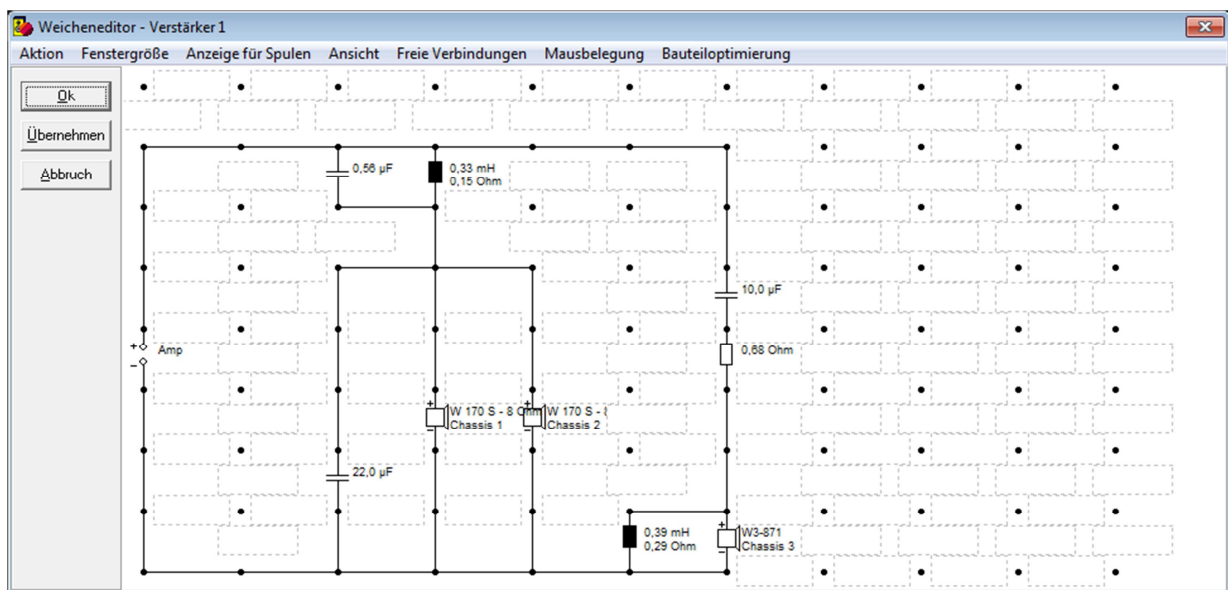 Weicheneditor - Verstärker 1
Aktion Fenstergröße Anzeige für Spulen Ansicht Freie Verbindungen Mausbelegung Bauteiloptimierung
Ok
Übernehmen
Abbruch
0,56 µF
0,33 mH
0,15 Ohm
10,0 µF
+
Amp
−
0,68 Ohm
+
W 170 S - 8 Ohm
Chassis 1
−
+
W 170 S - 8
Chassis 2
−
22,0 µF
0,39 mH
0,29 Ohm
+
W3-871
Chassis 3
−